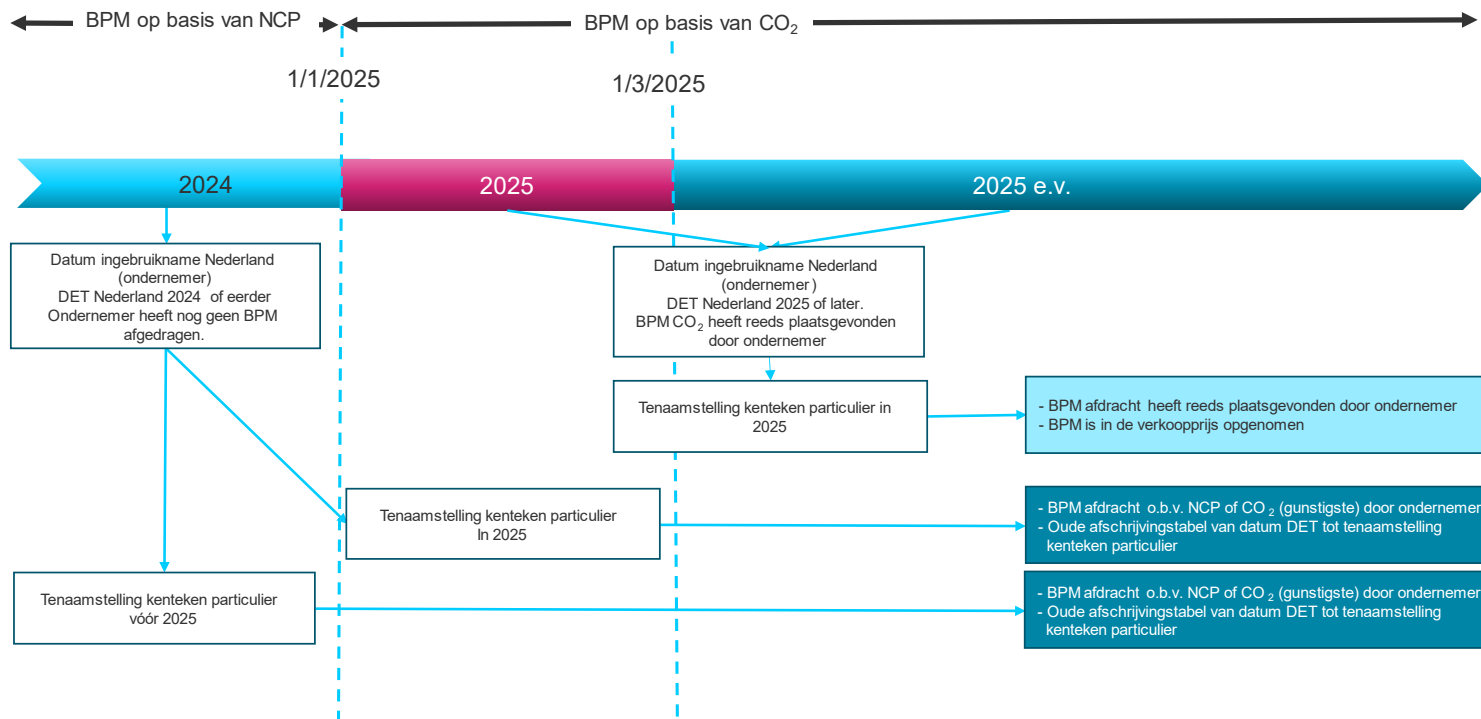 BPM op basis van NCP
BPM op basis van CO₂
1/1/2025
1/3/2025
2024
2025
2025 e.v.
Datum ingebruikname Nederland
(ondernemer)
DET Nederland 2024 of eerder
Ondernemer heeft nog geen BPM
afgedragen.
Datum ingebruikname Nederland
(ondernemer)
DET Nederland 2025 of later.
BPM CO₂ heeft reeds plaatsgevonden
door ondernemer
Tenaamstelling kenteken particulier in
2025
- BPM afdracht heeft reeds plaatsgevonden door ondernemer
- BPM is in de verkoopprijs opgenomen
Tenaamstelling kenteken particulier
In 2025
- BPM afdracht o.b.v. NCP of CO₂ (gunstigste) door ondernemer
- Oude afschrijvingstabel van datum DET tot tenaamstelling
kenteken particulier
Tenaamstelling kenteken particulier
vóór 2025
- BPM afdracht o.b.v. NCP of CO₂ (gunstigste) door ondernemer
- Oude afschrijvingstabel van datum DET tot tenaamstelling
kenteken particulier